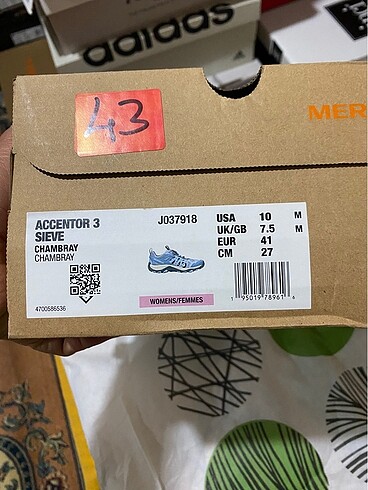 adidas
43
MER
ACCENTOR 3
SIEVE
CHAMBRAY
CHAMBRAY
J037918
USA 10 M
UK/GB 7.5 M
EUR 41
CM 27
WOMENS/FEMMES
4700586536
1 95019 78961 4